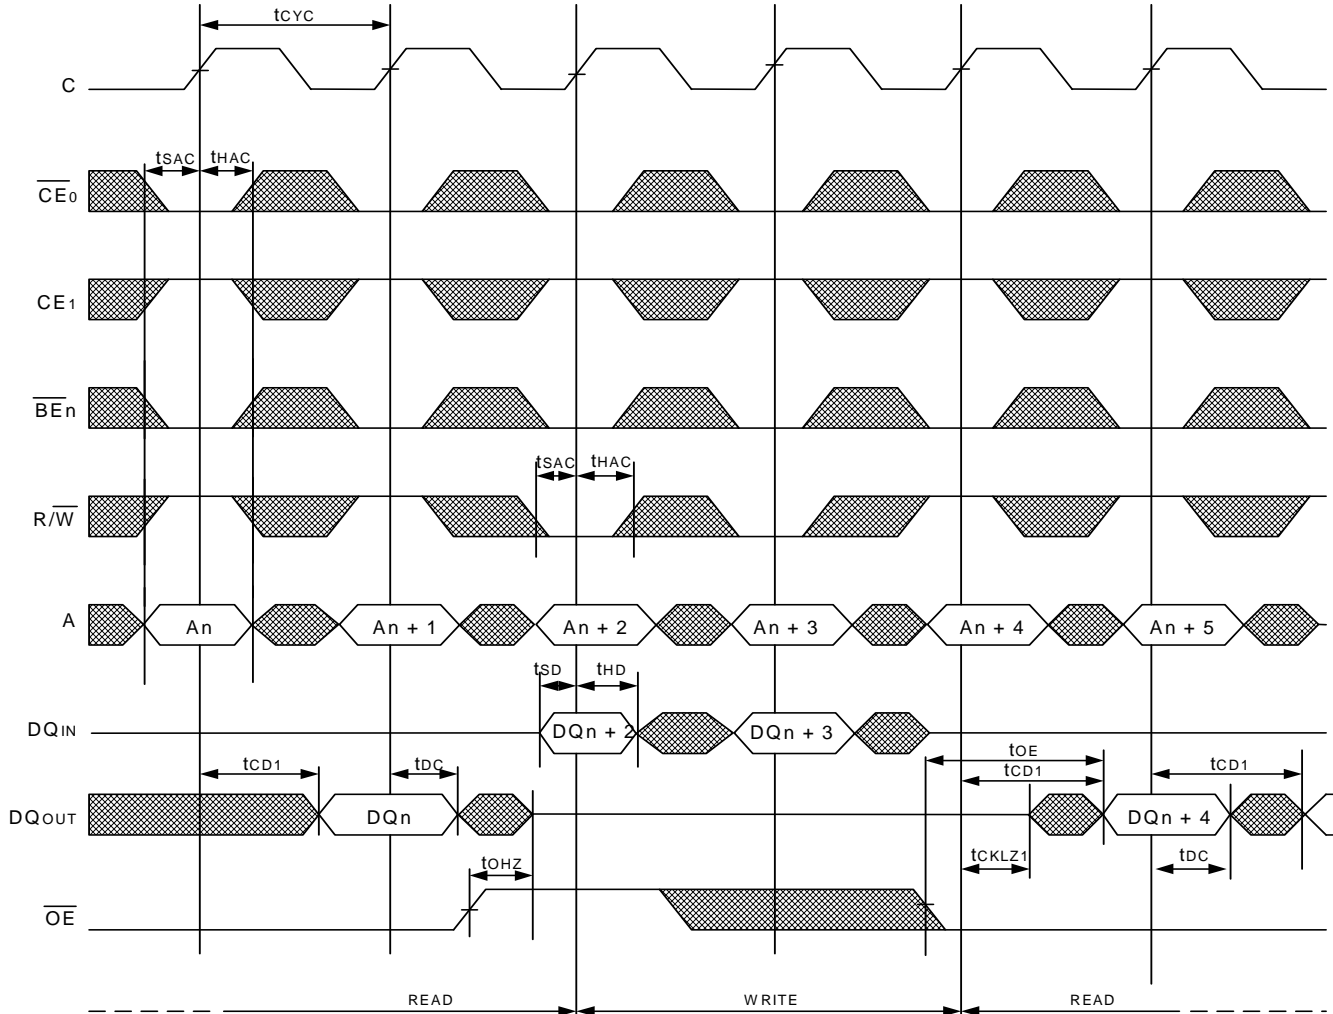 tCYC
C
tSAC tHAC
CE0
CE1
BEn
tSAC tHAC
R/W
A An An + 1 An + 2 An + 3 An + 4 An + 5
tSD tHD
DQIN DQn + 2 DQn + 3
tOE
tCD1 tDC tCD1 tCD1
DQOUT DQn DQn + 4
tOHZ tCKLZ1 tDC
OE
READ WRITE READ